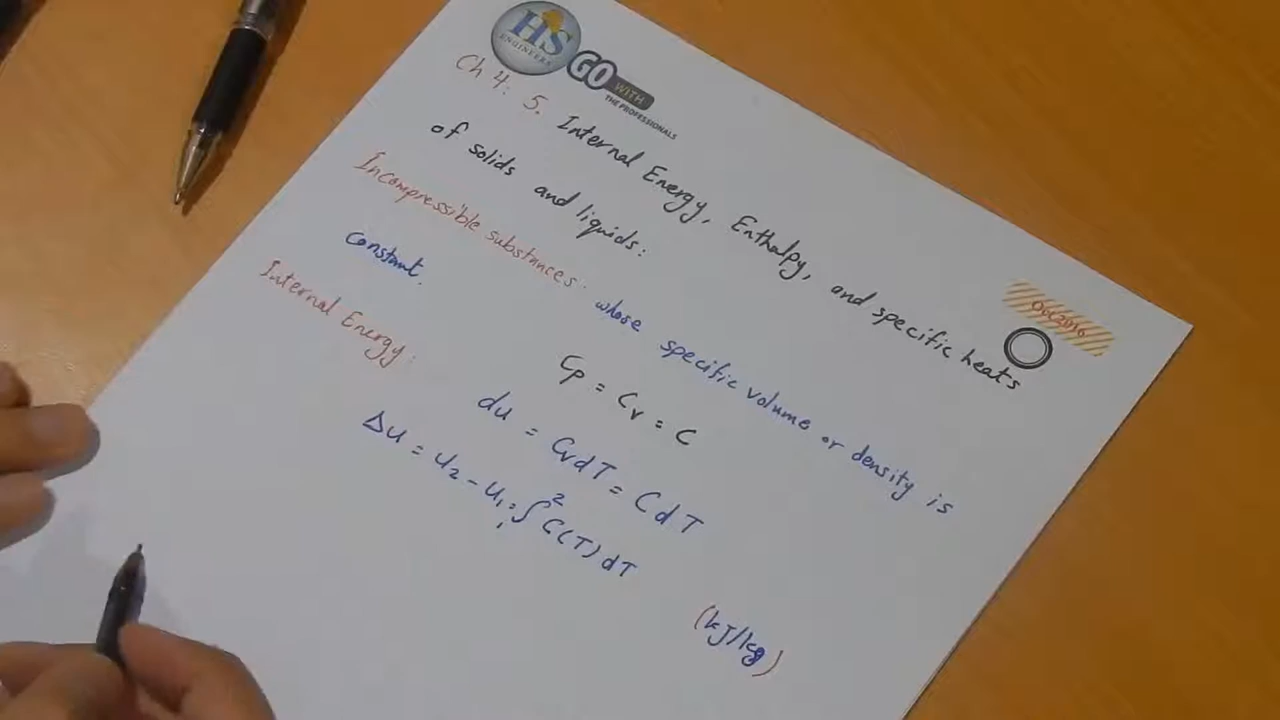 HS
ENGINEERS
GO
WITH
THE PROFESSIONALS
Ch 4: 5. Internal Energy, Enthalpy, and specific heats
of solids and liquids:
Incompressible substances: whose specific volume or density is
constant.
Internal Energy:
Cp = Cv = C
du = CvdT = CdT
Δu = u2 - u1 = ∫₁² C(T) dT
(kJ/kg)